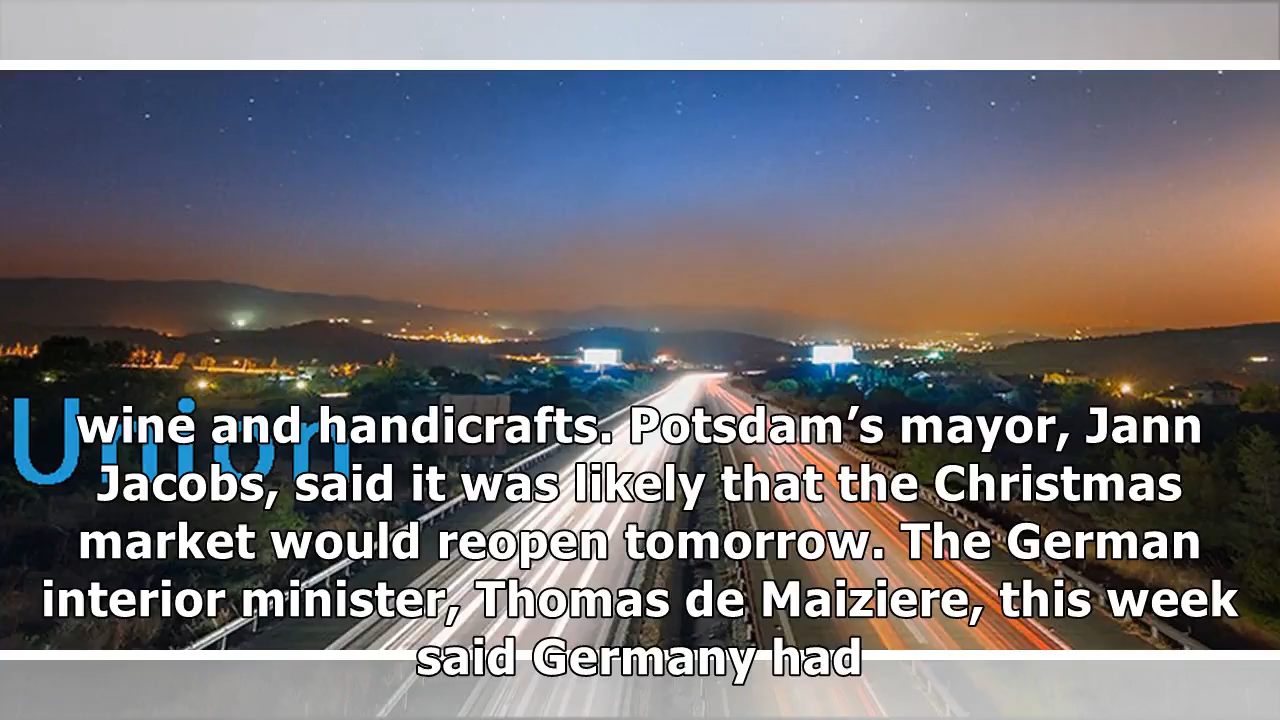 Union
wine and handicrafts. Potsdam’s mayor, Jann
Jacobs, said it was likely that the Christmas
market would reopen tomorrow. The German
interior minister, Thomas de Maiziere, this week
said Germany had